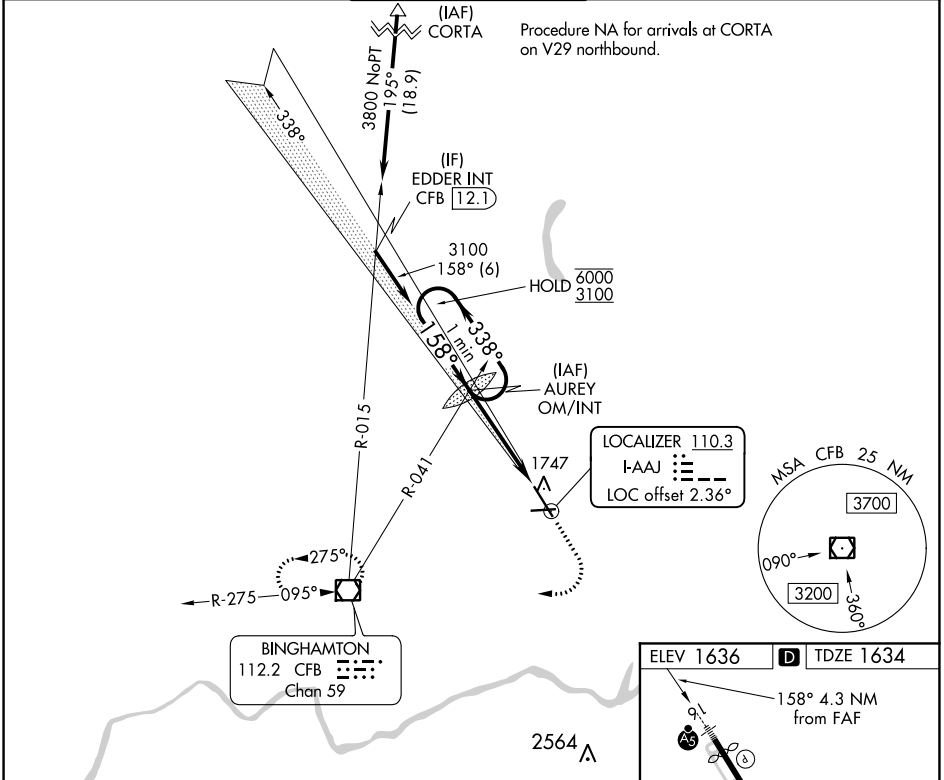 (IAF)
CORTA
Procedure NA for arrivals at CORTA
on V29 northbound.
3800 NoPT
195°
(18.9)
338°
(IF)
EDDER INT
CFB 12.1
3100
158° (6)
HOLD 6000
3100
158°
1 min
338°
(IAF)
AUREY
OM/INT
R-015
R-041
LOCALIZER 110.3
I-AAJ
LOC offset 2.36°
1747
MSA CFB 25 NM
3700
090°
3200
360°
275°
R-275
095°
BINGHAMTON
112.2 CFB
Chan 59
ELEV 1636 D TDZE 1634
158° 4.3 NM
from FAF
16
A5
P
2564